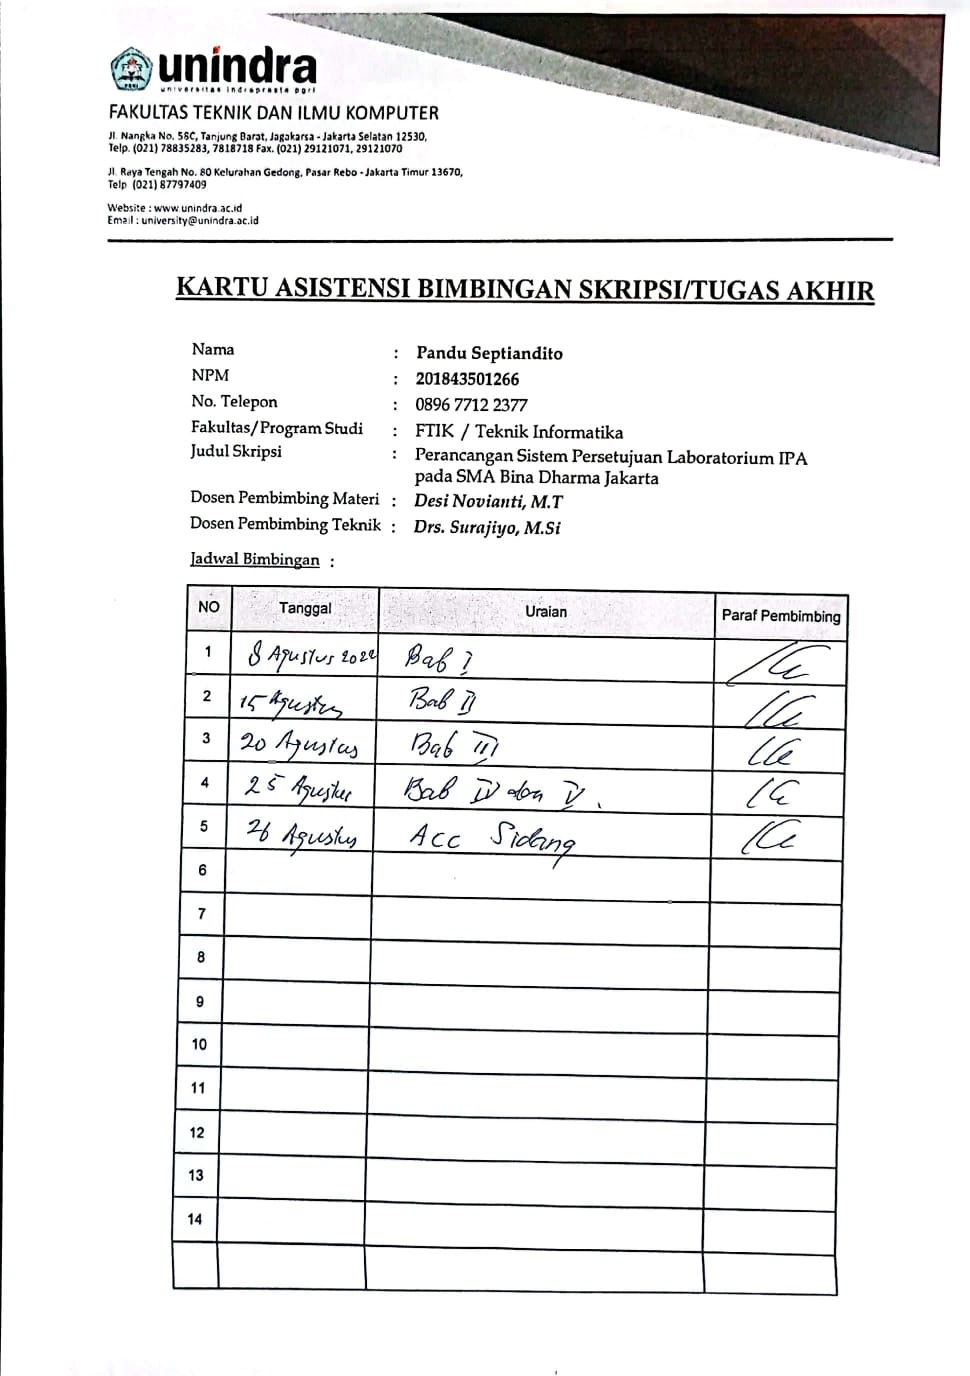 unindra
universitas indraprasta pgri
FAKULTAS TEKNIK DAN ILMU KOMPUTER
Jl. Nangka No. 58C, Tanjung Barat, Jagakarsa - Jakarta Selatan 12530,
Telp. (021) 78835283, 7818718 Fax. (021) 29121071, 29121070
Jl. Raya Tengah No. 80 Kelurahan Gedong, Pasar Rebo - Jakarta Timur 13670,
Telp (021) 87797409
Website : www.unindra.ac.id
Email : university@unindra.ac.id
KARTU ASISTENSI BIMBINGAN SKRIPSI/TUGAS AKHIR
Nama : Pandu Septiandito
NPM : 201843501266
No. Telepon : 0896 7712 2377
Fakultas/Program Studi : FTIK / Teknik Informatika
Judul Skripsi : Perancangan Sistem Persetujuan Laboratorium IPA
pada SMA Bina Dharma Jakarta
Dosen Pembimbing Materi : Desi Novianti, M.T
Dosen Pembimbing Teknik : Drs. Surajiyo, M.Si
Jadwal Bimbingan :
NO Tanggal Uraian Paraf Pembimbing
1 8 Agustus 2022 Bab I
2 15 Agustus Bab II
3 20 Agustus Bab III
4 25 Agustus Bab IV dan V.
5 26 Agustus Acc Sidang
6
7
8
9
10
11
12
13
14